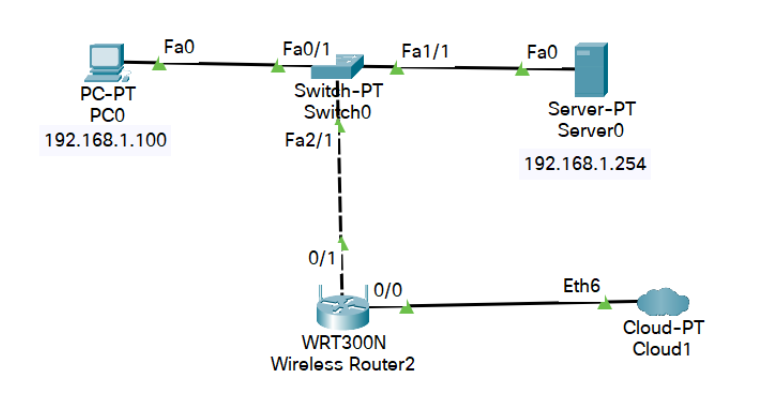 Fa0
Fa0/1
Fa1/1
Fa0
PC-PT
PC0
192.168.1.100
Switch-PT
Switch0
Server-PT
Server0
192.168.1.254
Fa2/1
0/1
0/0
Eth6
WRT300N
Wireless Router2
Cloud-PT
Cloud1